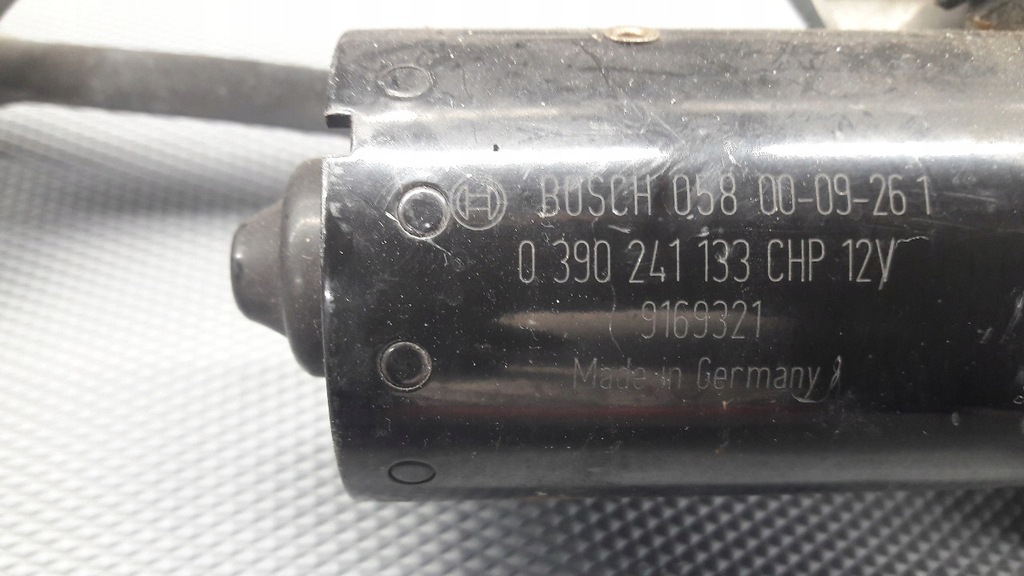 BOSCH 058 00-09-26 1
0 390 241 133 CHP 12V
9169321
Made in Germany